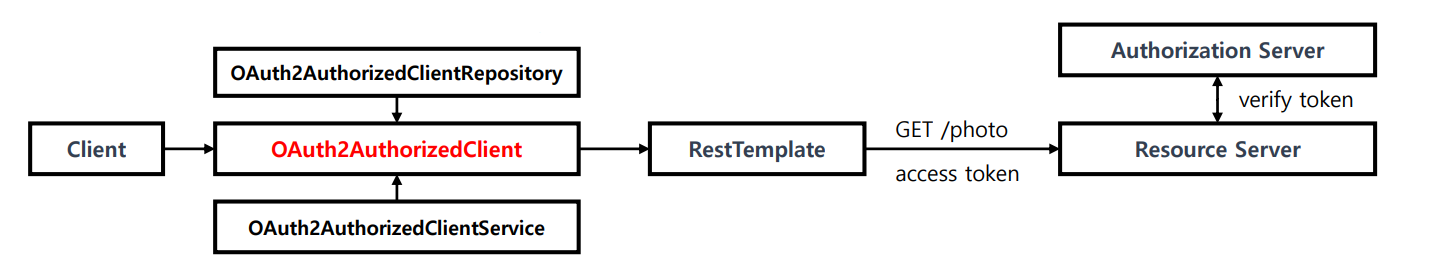 Authorization Server
OAuth2AuthorizedClientRepository
verify token
GET /photo
Client
OAuth2AuthorizedClient
RestTemplate
Resource Server
access token
OAuth2AuthorizedClientService